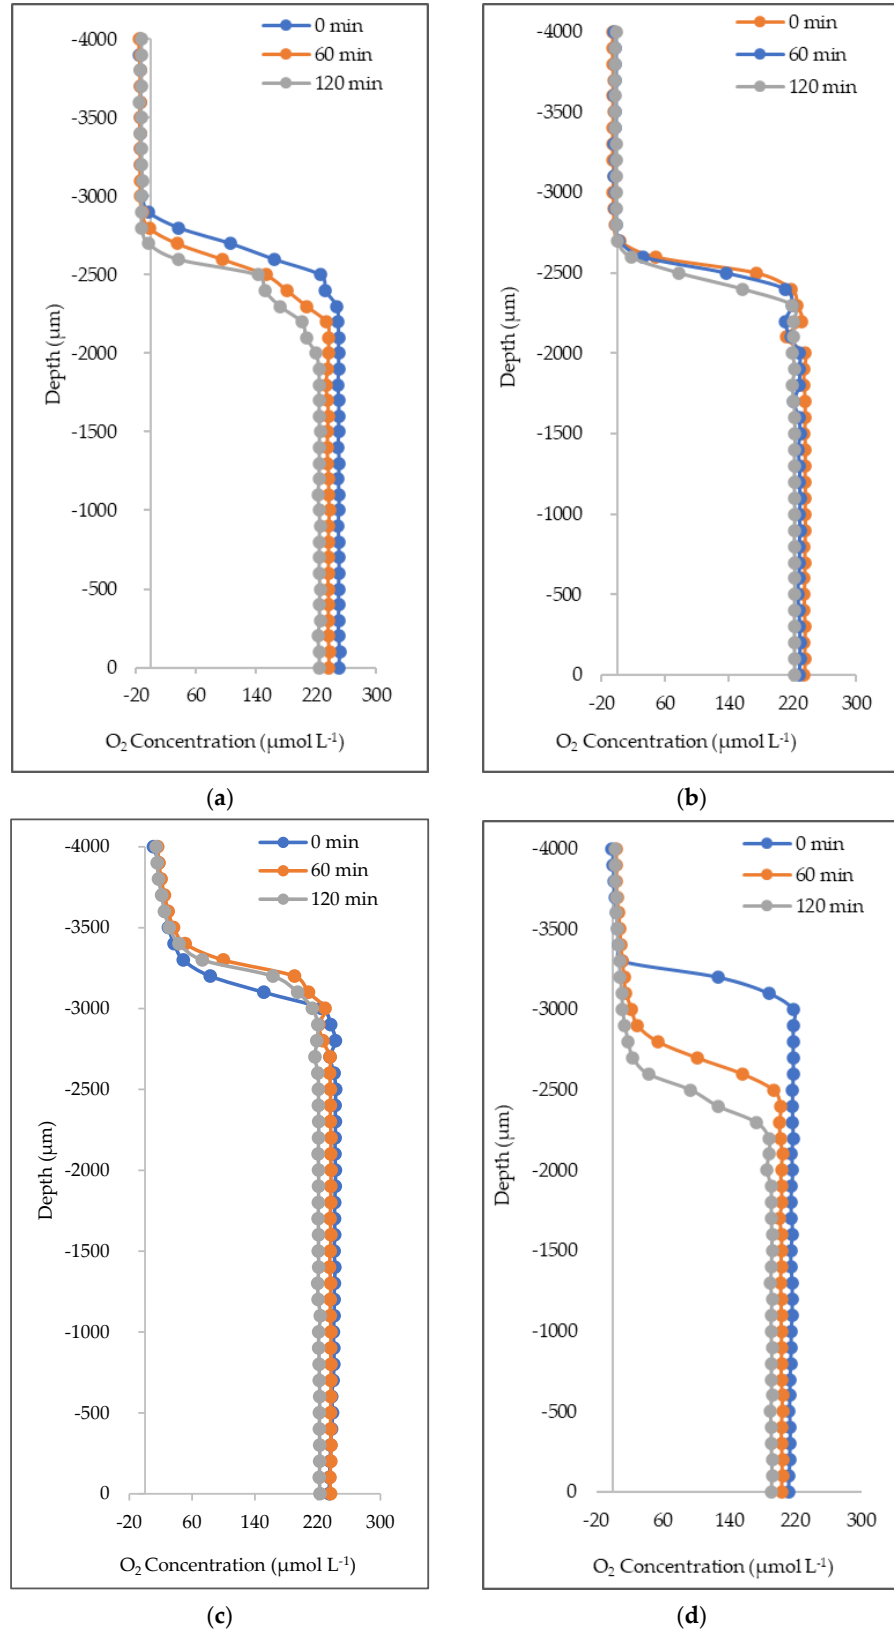 -4000
-3500
-3000
-2500
-2000
-1500
-1000
-500
0
-20 60 140 220 300
Depth (µm)
O2 Concentration (µmol L-1)
0 min
60 min
120 min
(a)
-4000
-3500
-3000
-2500
-2000
-1500
-1000
-500
0
-20 60 140 220 300
Depth (µm)
O2 Concentration (µmol L-1)
0 min
60 min
120 min
(b)
-4000
-3500
-3000
-2500
-2000
-1500
-1000
-500
0
-20 60 140 220 300
Depth (µm)
O2 Concentration (µmol L-1)
0 min
60 min
120 min
(c)
-4000
-3500
-3000
-2500
-2000
-1500
-1000
-500
0
-20 60 140 220 300
Depth (µm)
O2 Concentration (µmol L-1)
0 min
60 min
120 min
(d)